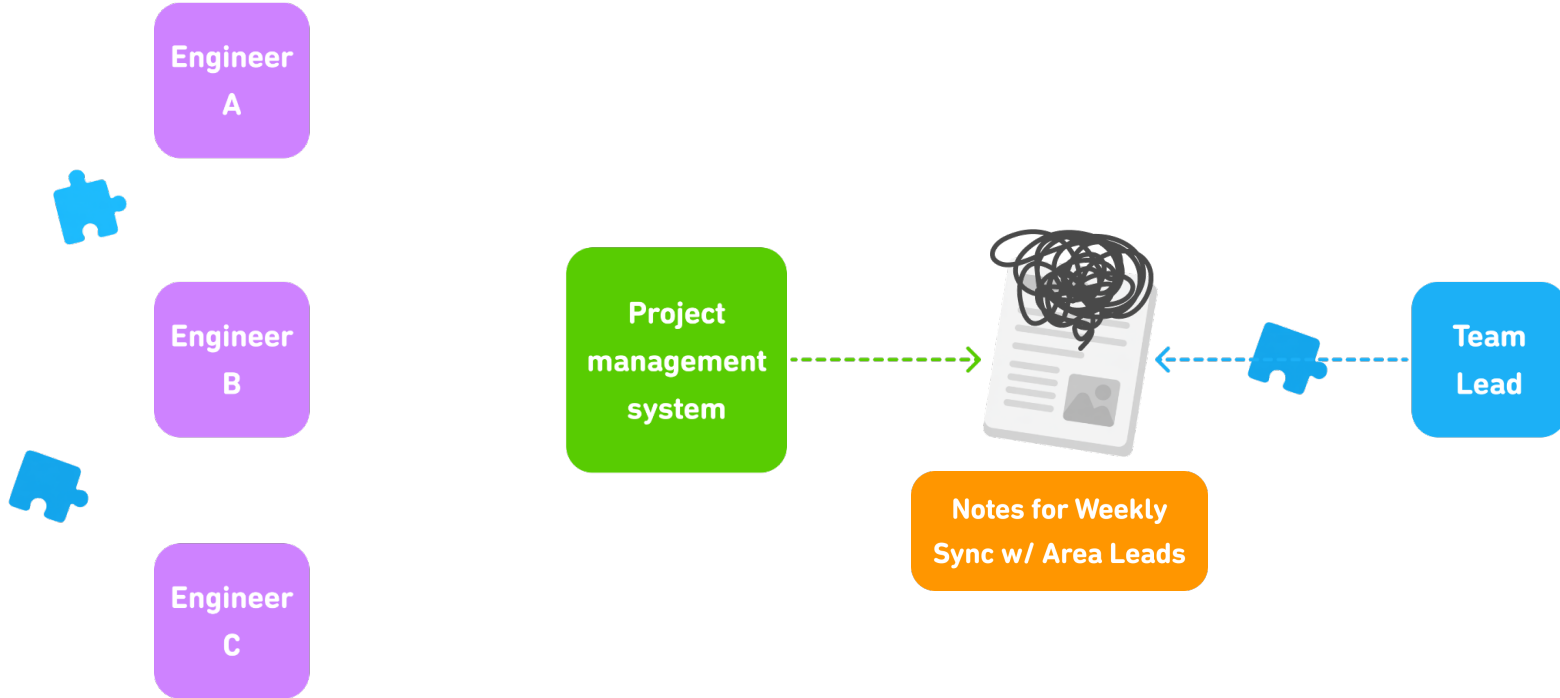 Engineer
A
Engineer
B
Engineer
C
Project
management
system
Notes for Weekly
Sync w/ Area Leads
Team
Lead